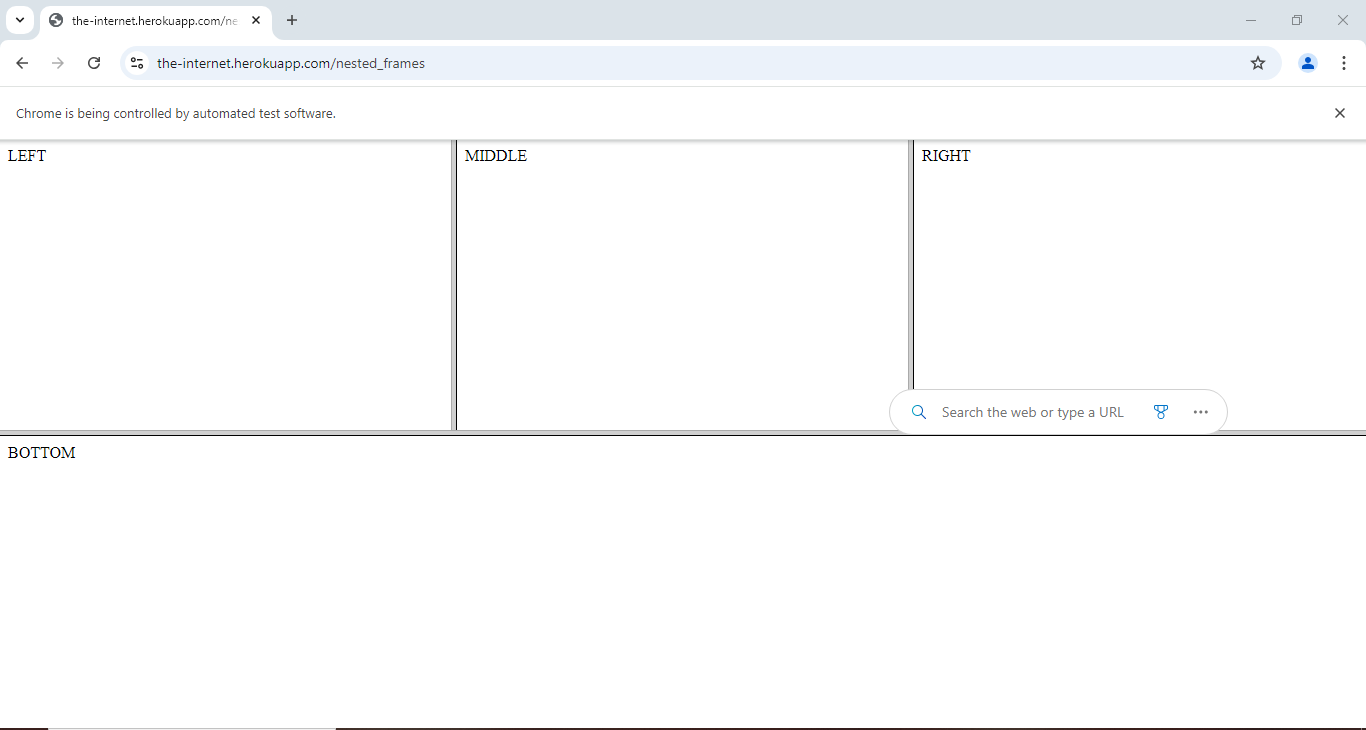 the-internet.herokuapp.com/ne
the-internet.herokuapp.com/nested_frames
Chrome is being controlled by automated test software.
LEFT
MIDDLE
RIGHT
Search the web or type a URL
BOTTOM